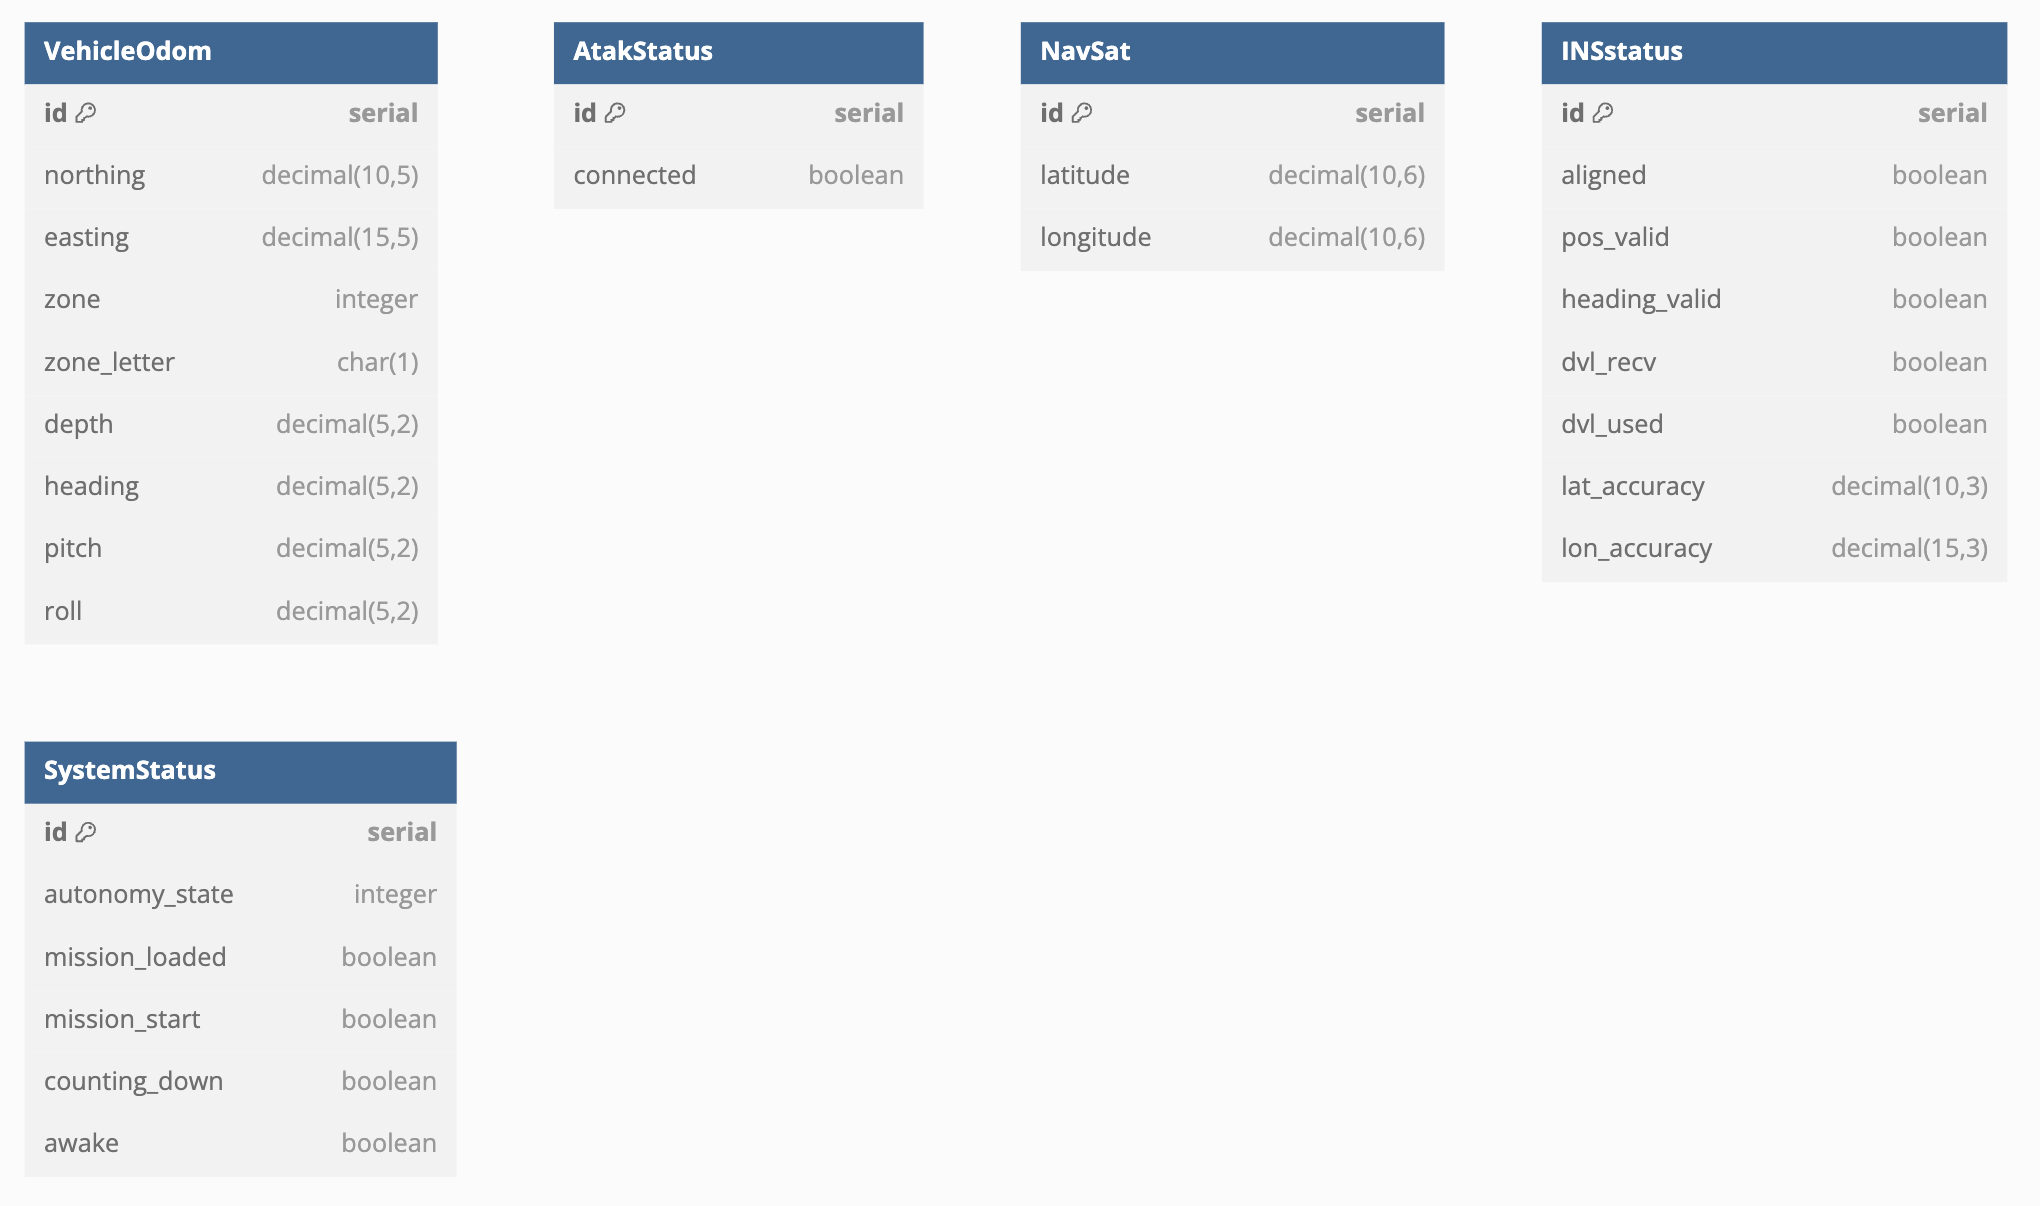 VehicleOdom
id serial
northing decimal(10,5)
easting decimal(15,5)
zone integer
zone_letter char(1)
depth decimal(5,2)
heading decimal(5,2)
pitch decimal(5,2)
roll decimal(5,2)
AtakStatus
id serial
connected boolean
NavSat
id serial
latitude decimal(10,6)
longitude decimal(10,6)
INSstatus
id serial
aligned boolean
pos_valid boolean
heading_valid boolean
dvl_recv boolean
dvl_used boolean
lat_accuracy decimal(10,3)
lon_accuracy decimal(15,3)
SystemStatus
id serial
autonomy_state integer
mission_loaded boolean
mission_start boolean
counting_down boolean
awake boolean